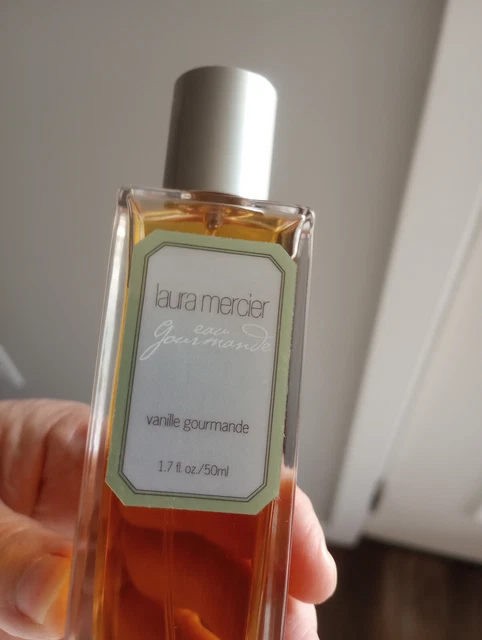 laura mercier
eau
Gourmande
vanille gourmande
1.7 fl. oz./50ml